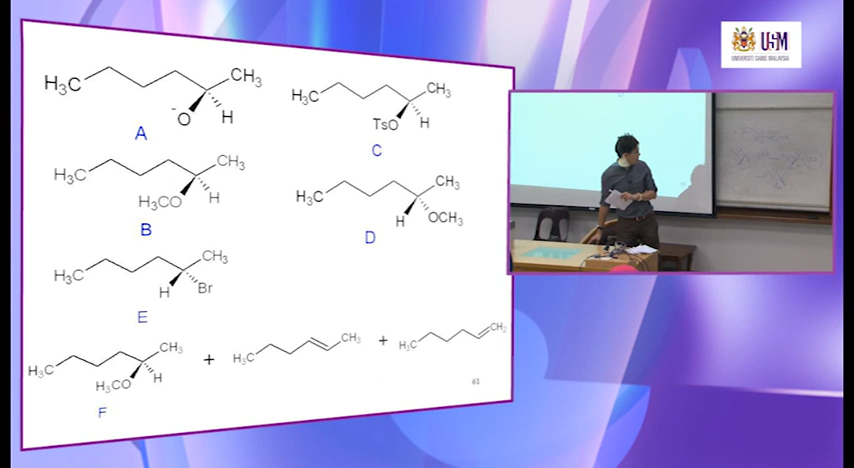 USM
UNIVERSITI SAINS MALAYSIA
H₃C CH₃
⁻O H
A
H₃C CH₃
TsO H
C
H₃C CH₃
H₃CO H
B
H₃C CH₃
H OCH₃
D
H₃C CH₃
H Br
E
H₃C CH₃ + H₃C CH₃ + H₃C CH₂
H₃CO H
F
61